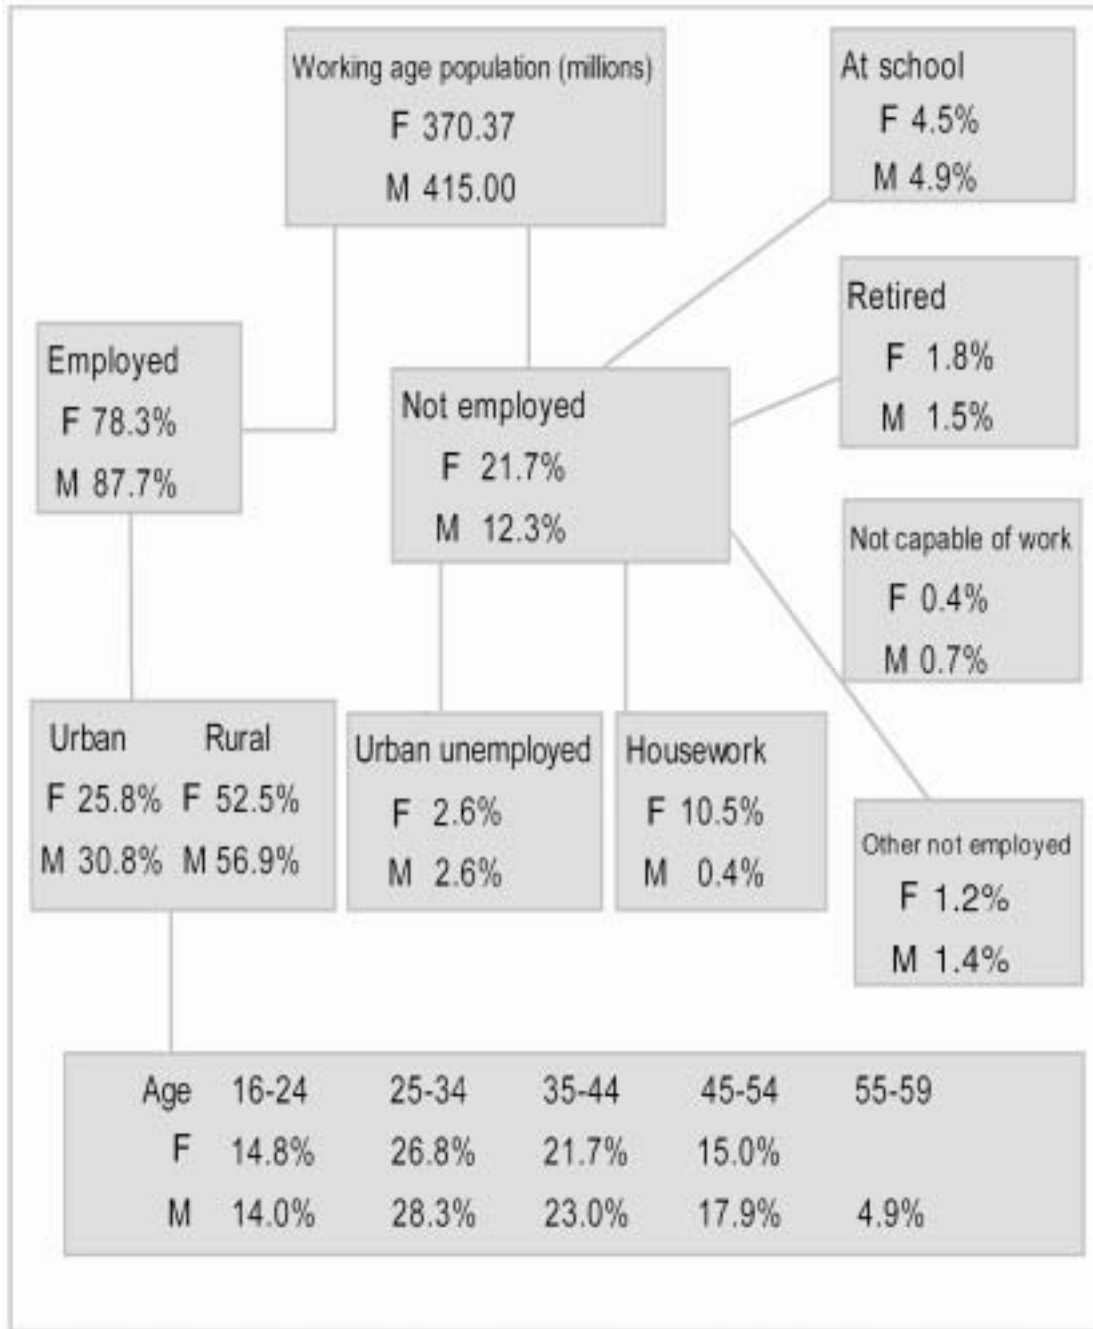 Working age population (millions)
F 370.37
M 415.00
At school
F 4.5%
M 4.9%
Retired
F 1.8%
M 1.5%
Employed
F 78.3%
M 87.7%
Not employed
F 21.7%
M 12.3%
Not capable of work
F 0.4%
M 0.7%
Urban Rural
F 25.8% F 52.5%
M 30.8% M 56.9%
Urban unemployed
F 2.6%
M 2.6%
Housework
F 10.5%
M 0.4%
Other not employed
F 1.2%
M 1.4%
Age 16-24 25-34 35-44 45-54 55-59
F 14.8% 26.8% 21.7% 15.0%
M 14.0% 28.3% 23.0% 17.9% 4.9%